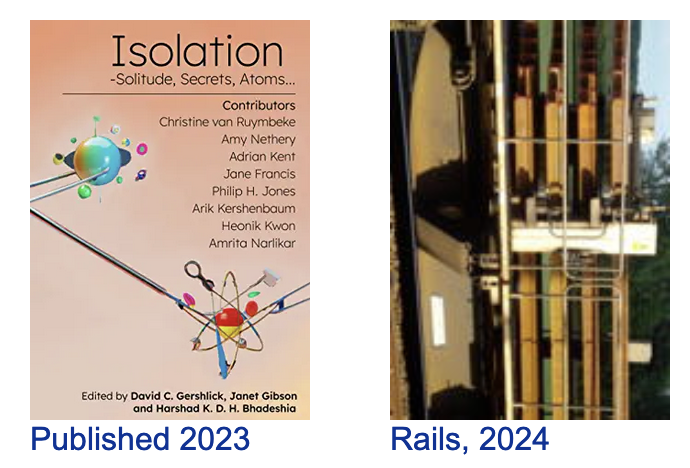 Isolation
-Solitude, Secrets, Atoms...
Contributors
Christine van Ruymbeke
Amy Nethery
Adrian Kent
Jane Francis
Philip H. Jones
Arik Kershenbaum
Heonik Kwon
Amrita Narlikar
Edited by David C. Gershlick, Janet Gibson
and Harshad K. D. H. Bhadeshia
Published 2023
Rails, 2024